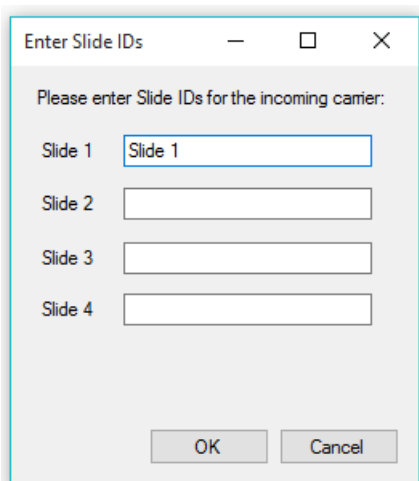 Enter Slide IDs
Please enter Slide IDs for the incoming carrier:
Slide 1 Slide 1
Slide 2
Slide 3
Slide 4
OK Cancel